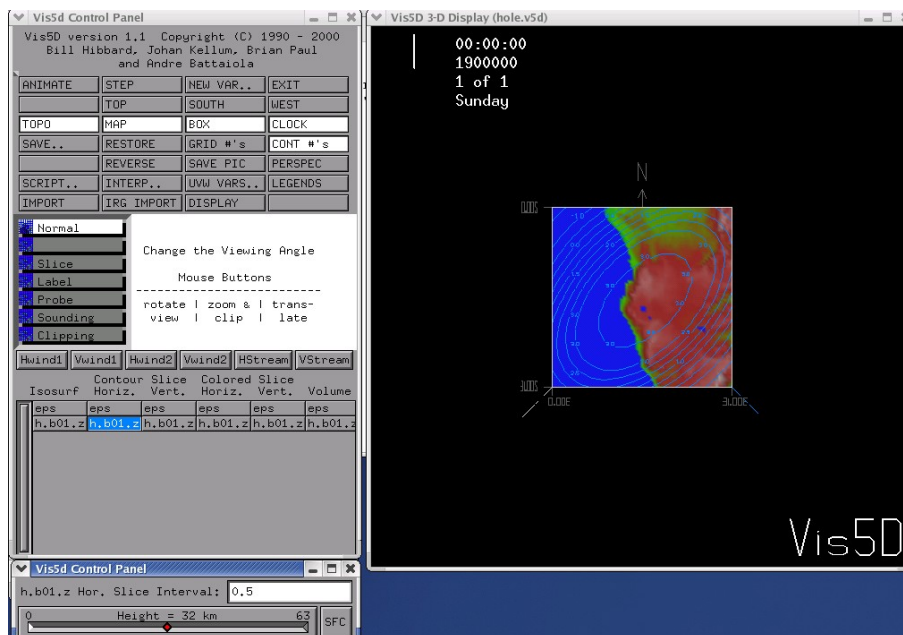 Vis5d Control Panel
Vis5D version 1.1 Copyright (C) 1990 - 2000
Bill Hibbard, Johan Kellum, Brian Paul
and Andre Battaiola
ANIMATE STEP NEW VAR.. EXIT
TOP SOUTH WEST
TOPO MAP BOX CLOCK
SAVE.. RESTORE GRID #'s CONT #'s
REVERSE SAVE PIC PERSPEC
SCRIPT.. INTERP.. UVW VARS.. LEGENDS
IMPORT IRG IMPORT DISPLAY
Normal
Slice
Label
Probe
Sounding
Clipping
Change the Viewing Angle
Mouse Buttons
rotate | zoom & | trans-
view | clip | late
Hwind1 Vwind1 Hwind2 Vwind2 HStream VStream
Contour Slice Colored Slice
Isosurf Horiz. Vert. Horiz. Vert. Volume
eps eps eps eps eps eps
h.b01.z h.b01.z h.b01.z h.b01.z h.b01.z h.b01.z
Vis5d Control Panel
h.b01.z Hor. Slice Interval: 0.5
0 Height = 32 km 63 SFC
Vis5D 3-D Display (hole.v5d)
00:00:00
1900000
1 of 1
Sunday
N
0.00E 3.00E
Vis5D